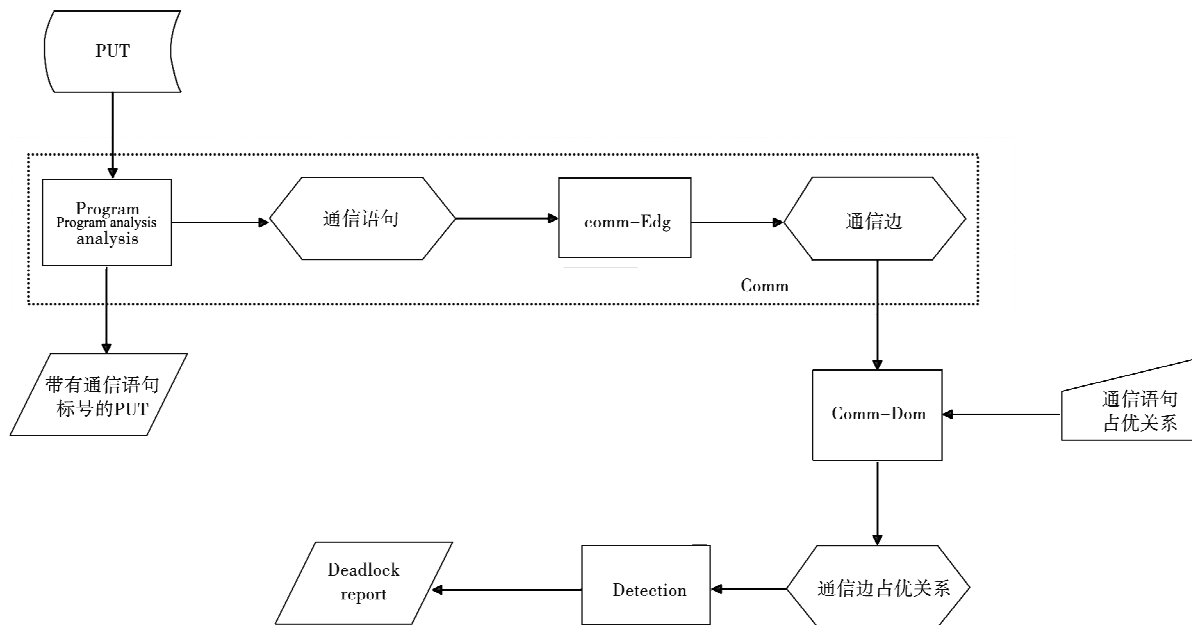 PUT
Program
Program analysis
analysis
通信语句
comm-Edg
通信边
Comm
带有通信语句
标号的PUT
Comm-Dom
通信语句
占优关系
Deadlock
report
Detection
通信边占优关系